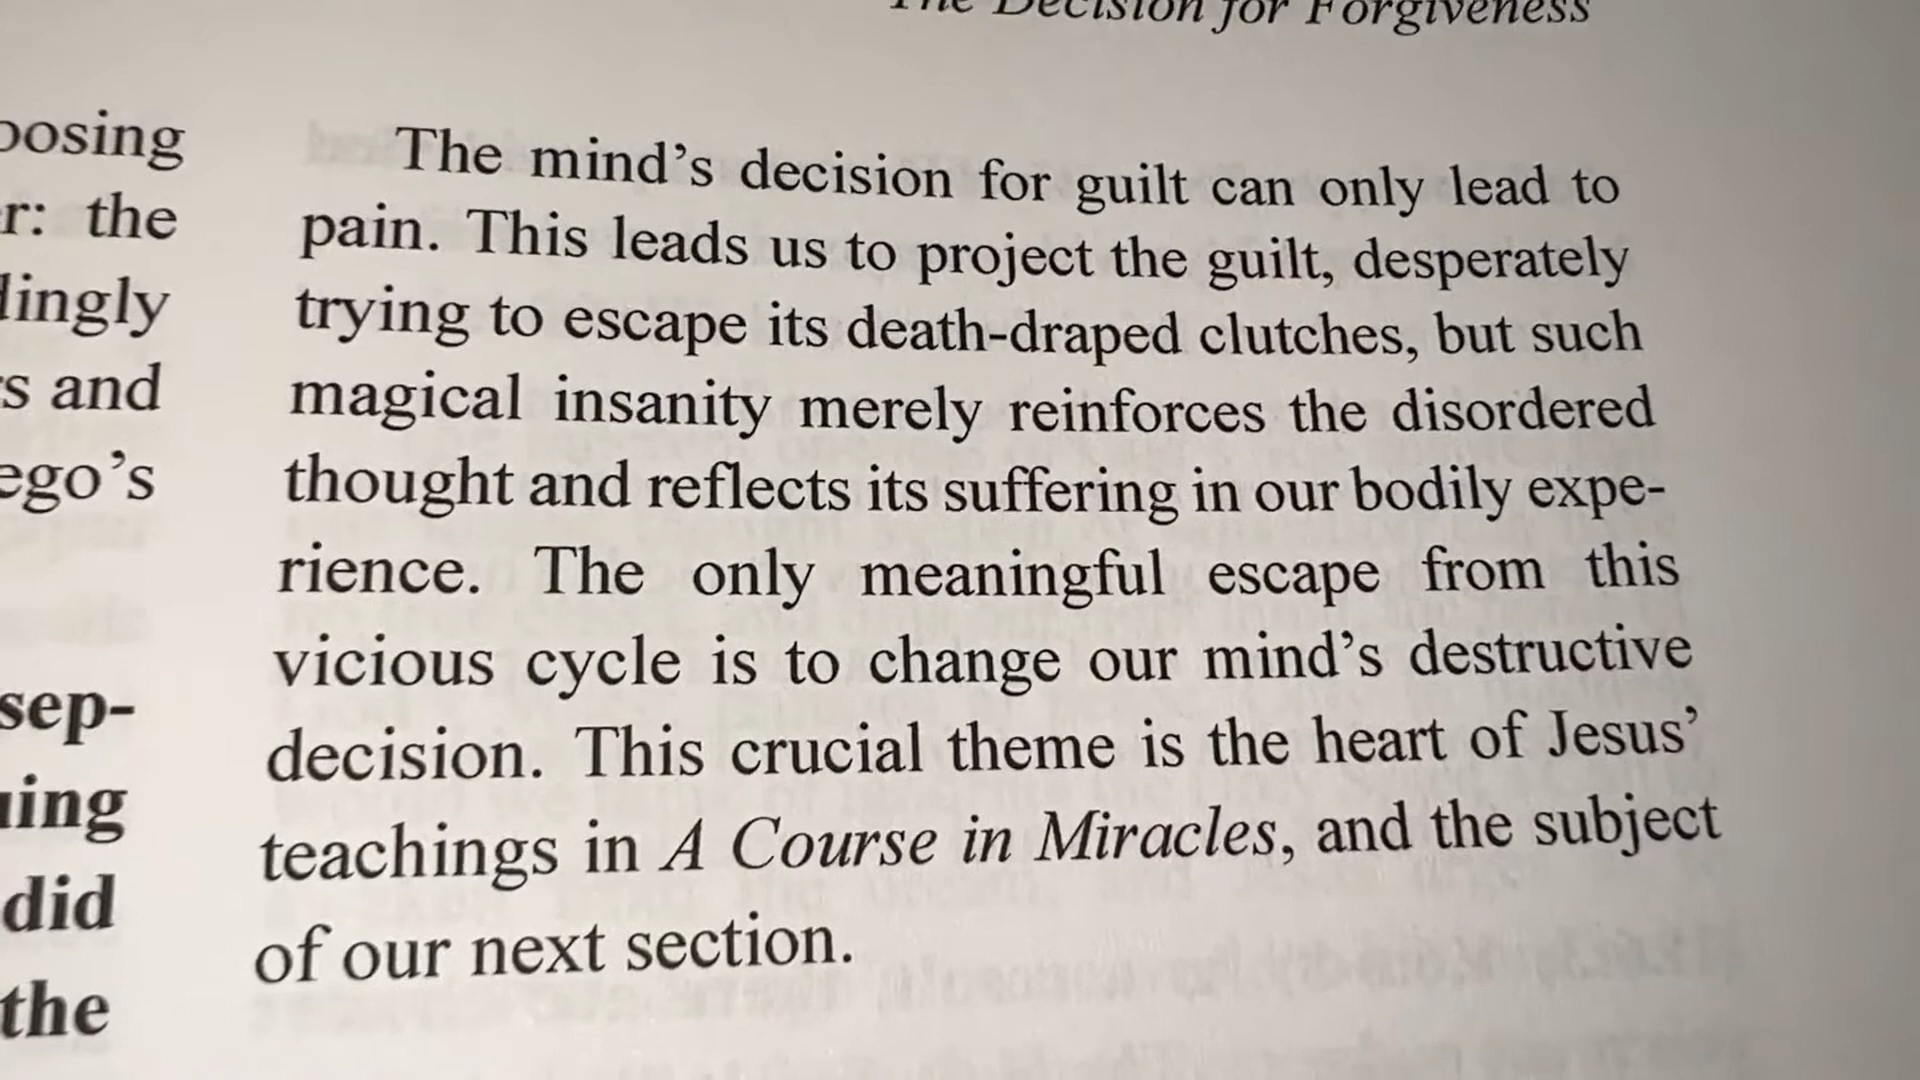 The Decision for Forgiveness
the
and
ego's
did
the
The mind's decision for guilt can only lead to
pain. This leads us to project the guilt, desperately
trying to escape its death-draped clutches, but such
magical insanity merely reinforces the disordered
thought and reflects its suffering in our bodily expe-
rience. The only meaningful escape from this
vicious cycle is to change our mind's destructive
decision. This crucial theme is the heart of Jesus'
teachings in A Course in Miracles, and the subject
of our next section.